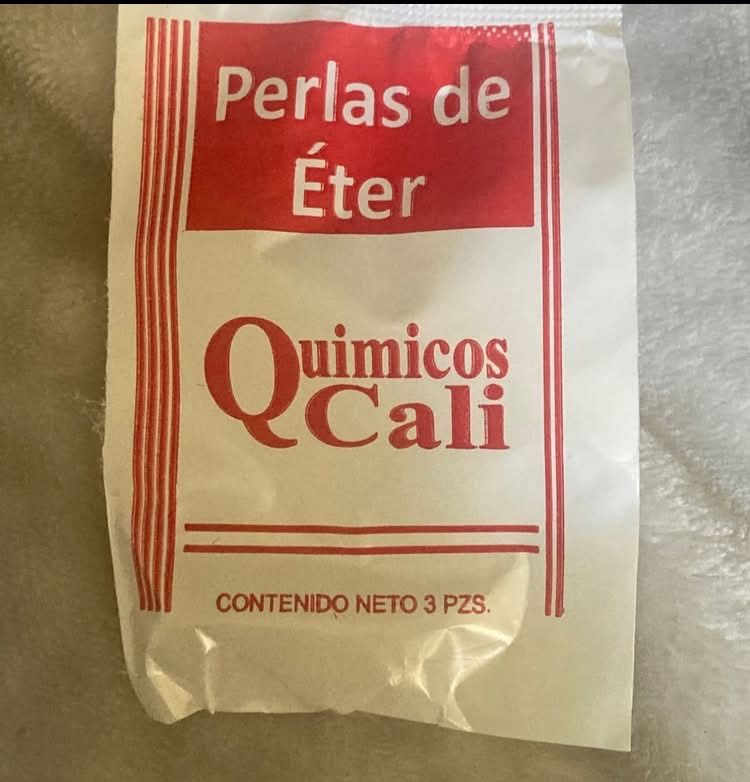 Perlas de
Éter
Quimicos
Cali
CONTENIDO NETO 3 PZS.